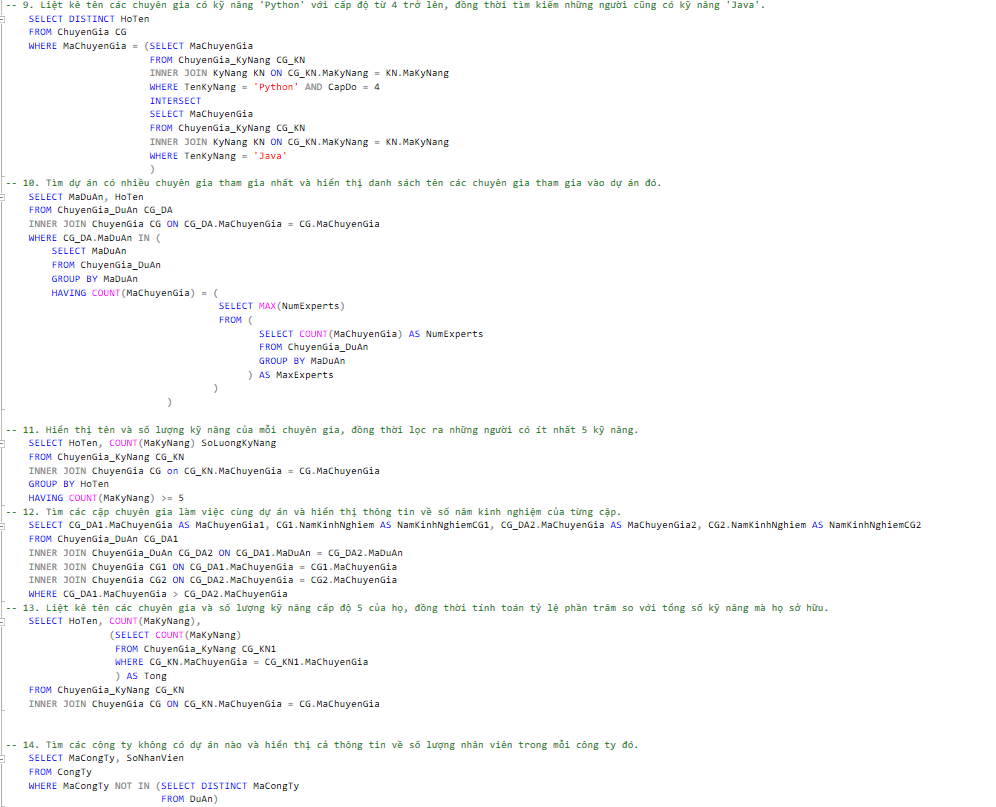 -- 9. Liệt kê tên các chuyên gia có kỹ năng 'Python' với cấp độ từ 4 trở lên, đồng thời tìm kiếm những người cũng có kỹ năng 'Java'.
SELECT DISTINCT HoTen
FROM ChuyenGia CG
WHERE MaChuyenGia = (SELECT MaChuyenGia
FROM ChuyenGia_KyNang CG_KN
INNER JOIN KyNang KN ON CG_KN.MaKyNang = KN.MaKyNang
WHERE TenKyNang = 'Python' AND CapDo = 4
INTERSECT
SELECT MaChuyenGia
FROM ChuyenGia_KyNang CG_KN
INNER JOIN KyNang KN ON CG_KN.MaKyNang = KN.MaKyNang
WHERE TenKyNang = 'Java'
)
-- 10. Tìm dự án có nhiều chuyên gia tham gia nhất và hiển thị danh sách tên các chuyên gia tham gia vào dự án đó.
SELECT MaDuAn, HoTen
FROM ChuyenGia_DuAn CG_DA
INNER JOIN ChuyenGia CG ON CG_DA.MaChuyenGia = CG.MaChuyenGia
WHERE CG_DA.MaDuAn IN (
SELECT MaDuAn
FROM ChuyenGia_DuAn
GROUP BY MaDuAn
HAVING COUNT(MaChuyenGia) = (
SELECT MAX(NumExperts)
FROM (
SELECT COUNT(MaChuyenGia) AS NumExperts
FROM ChuyenGia_DuAn
GROUP BY MaDuAn
) AS MaxExperts
)
)
-- 11. Hiển thị tên và số lượng kỹ năng của mỗi chuyên gia, đồng thời lọc ra những người có ít nhất 5 kỹ năng.
SELECT HoTen, COUNT(MaKyNang) SoLuongKyNang
FROM ChuyenGia_KyNang CG_KN
INNER JOIN ChuyenGia CG on CG_KN.MaChuyenGia = CG.MaChuyenGia
GROUP BY HoTen
HAVING COUNT(MaKyNang) >= 5
-- 12. Tìm các cặp chuyên gia làm việc cùng dự án và hiển thị thông tin về số năm kinh nghiệm của từng cặp.
SELECT CG_DA1.MaChuyenGia AS MaChuyenGia1, CG1.NamKinhNghiem AS NamKinhNghiemCG1, CG_DA2.MaChuyenGia AS MaChuyenGia2, CG2.NamKinhNghiem AS NamKinhNghiemCG2
FROM ChuyenGia_DuAn CG_DA1
INNER JOIN ChuyenGia_DuAn CG_DA2 ON CG_DA1.MaDuAn = CG_DA2.MaDuAn
INNER JOIN ChuyenGia CG1 ON CG_DA1.MaChuyenGia = CG1.MaChuyenGia
INNER JOIN ChuyenGia CG2 ON CG_DA2.MaChuyenGia = CG2.MaChuyenGia
WHERE CG_DA1.MaChuyenGia > CG_DA2.MaChuyenGia
-- 13. Liệt kê tên các chuyên gia và số lượng kỹ năng cấp độ 5 của họ, đồng thời tính toán tỷ lệ phần trăm so với tổng số kỹ năng mà họ sở hữu.
SELECT HoTen, COUNT(MaKyNang),
(SELECT COUNT(MaKyNang)
FROM ChuyenGia_KyNang CG_KN1
WHERE CG_KN.MaChuyenGia = CG_KN1.MaChuyenGia
) AS Tong
FROM ChuyenGia_KyNang CG_KN
INNER JOIN ChuyenGia CG ON CG_KN.MaChuyenGia = CG.MaChuyenGia
-- 14. Tìm các công ty không có dự án nào và hiển thị cả thông tin về số lượng nhân viên trong mỗi công ty đó.
SELECT MaCongTy, SoNhanVien
FROM CongTy
WHERE MaCongTy NOT IN (SELECT DISTINCT MaCongTy
FROM DuAn)